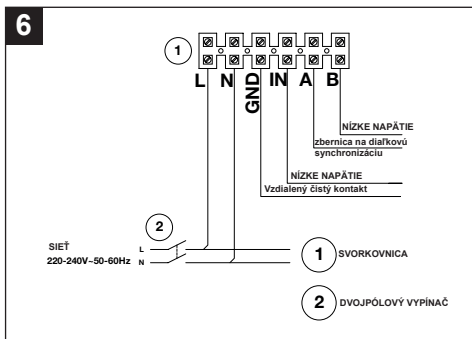 6
1
L N GND IN A B
NÍZKE NAPÄTIE
zbernica na diaľkovú
synchronizáciu
NÍZKE NAPÄTIE
Vzdialený čistý kontakt
2
SIEŤ
220-240V~50-60Hz
L
N
1 SVORKOVNICA
2 DVOJPÓLOVÝ VYPÍNAČ